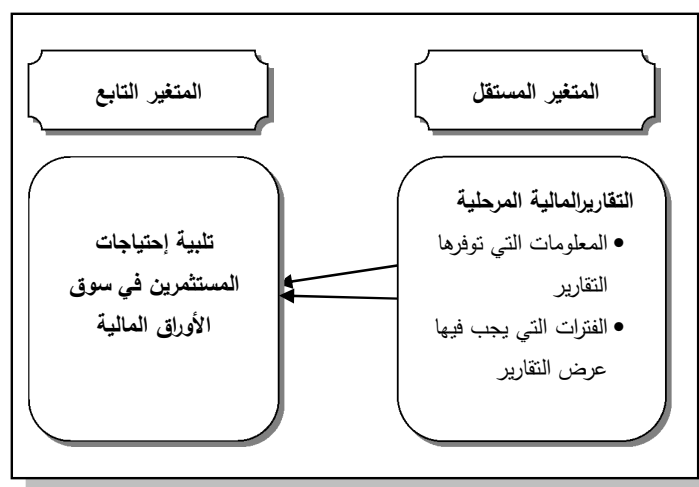 المتغير المستقل
المتغير التابع
التقاريرالمالية المرحلية
• المعلومات التي توفرها
التقارير
• الفترات التي يجب فيها
عرض التقارير
تلبية إحتياجات
المستثمرين في سوق
الأوراق المالية